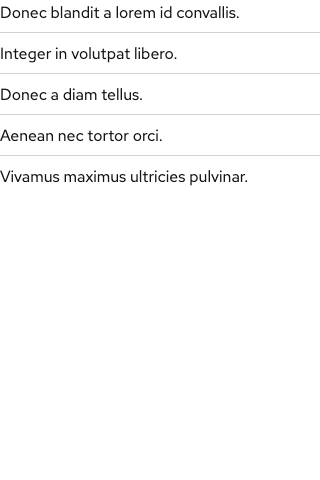 Donec blandit a lorem id convallis.
Integer in volutpat libero.
Donec a diam tellus.
Aenean nec tortor orci.
Vivamus maximus ultricies pulvinar.